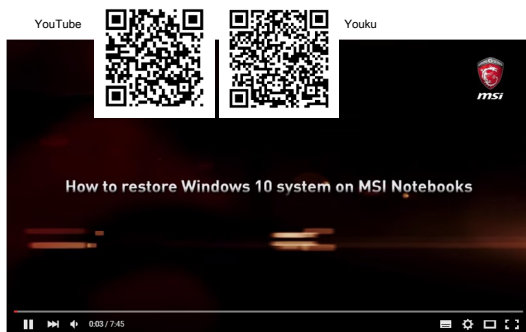 YouTube
Youku
msi
How to restore Windows 10 system on MSI Notebooks
0:03 / 7:45